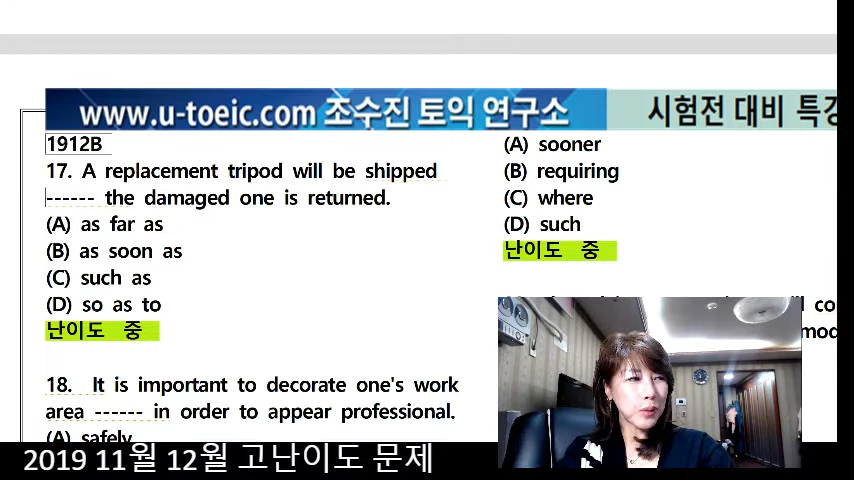 www.u-toeic.com 조수진 토익 연구소
시험전 대비 특강
1912B
17. A replacement tripod will be shipped
------ the damaged one is returned.
(A) as far as
(B) as soon as
(C) such as
(D) so as to
난이도 중
18. It is important to decorate one's work
area ------ in order to appear professional.
(A) safely
(A) sooner
(B) requiring
(C) where
(D) such
난이도 중
2019 11월 12월 고난이도 문제